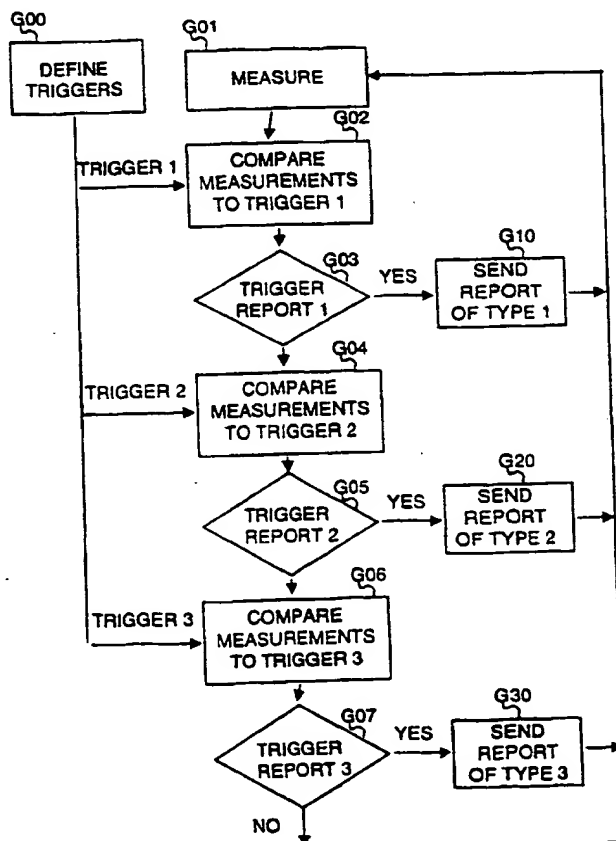 G00
DEFINE
TRIGGERS
G01
MEASURE
G02
TRIGGER 1
COMPARE
MEASUREMENTS
TO TRIGGER 1
G03
TRIGGER
REPORT 1
YES
G10
SEND
REPORT
OF TYPE 1
G04
TRIGGER 2
COMPARE
MEASUREMENTS
TO TRIGGER 2
G05
TRIGGER
REPORT 2
YES
G20
SEND
REPORT
OF TYPE 2
G06
TRIGGER 3
COMPARE
MEASUREMENTS
TO TRIGGER 3
G07
TRIGGER
REPORT 3
YES
G30
SEND
REPORT
OF TYPE 3
NO